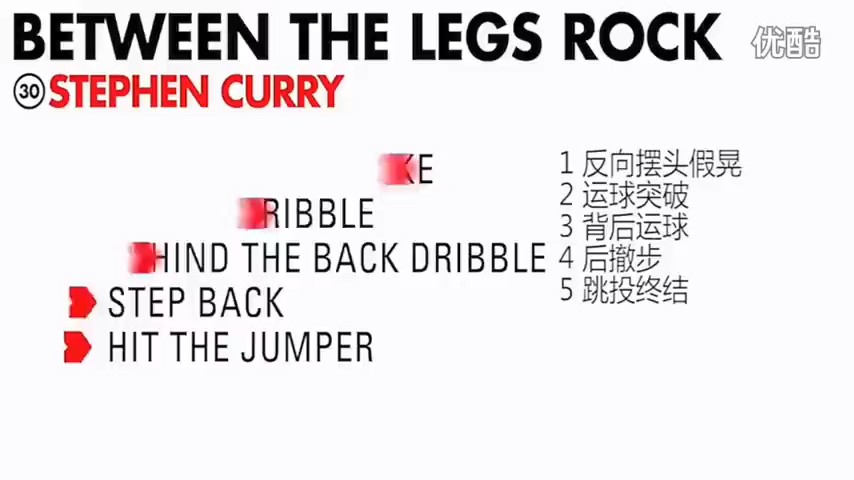 BETWEEN THE LEGS ROCK
优酷
30 STEPHEN CURRY
KE
RIBBLE
HIND THE BACK DRIBBLE
STEP BACK
HIT THE JUMPER
1 反向摆头假晃
2 运球突破
3 背后运球
4 后撤步
5 跳投终结